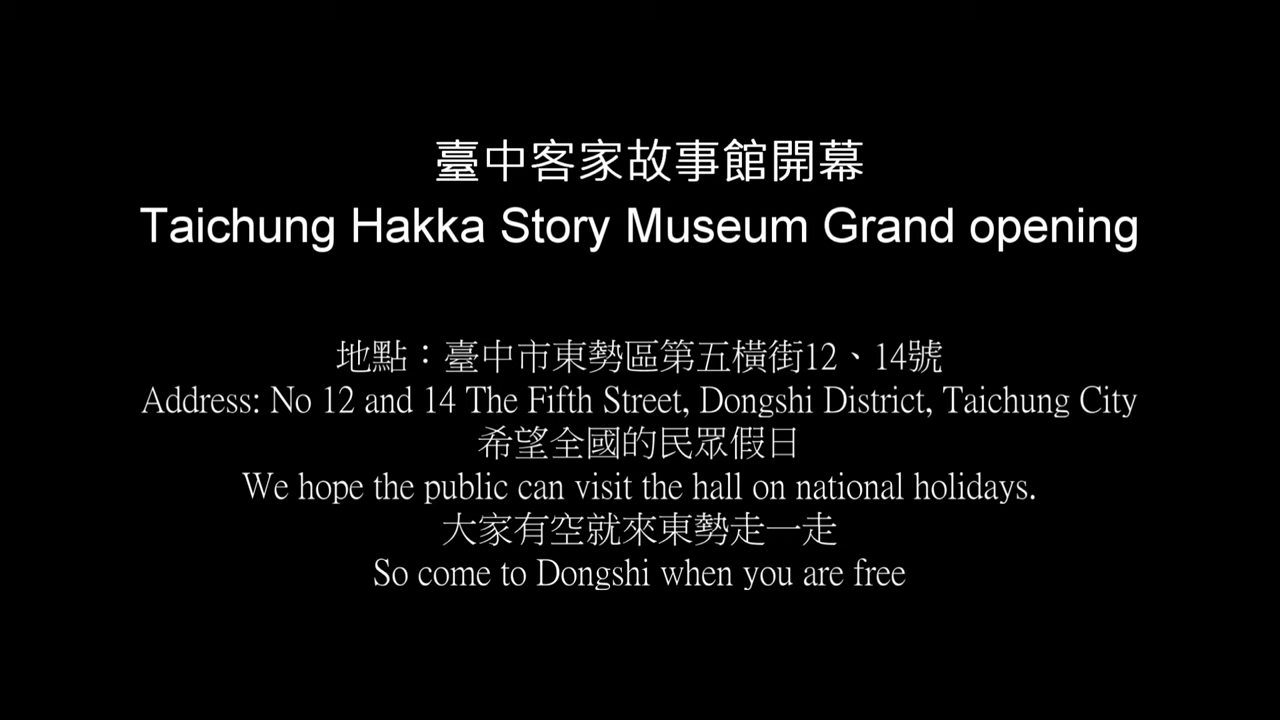 臺中客家故事館開幕
Taichung Hakka Story Museum Grand opening
地點：臺中市東勢區第五橫街12、14號
Address: No 12 and 14 The Fifth Street, Dongshi District, Taichung City
希望全國的民眾假日
We hope the public can visit the hall on national holidays.
大家有空就來東勢走一走
So come to Dongshi when you are free